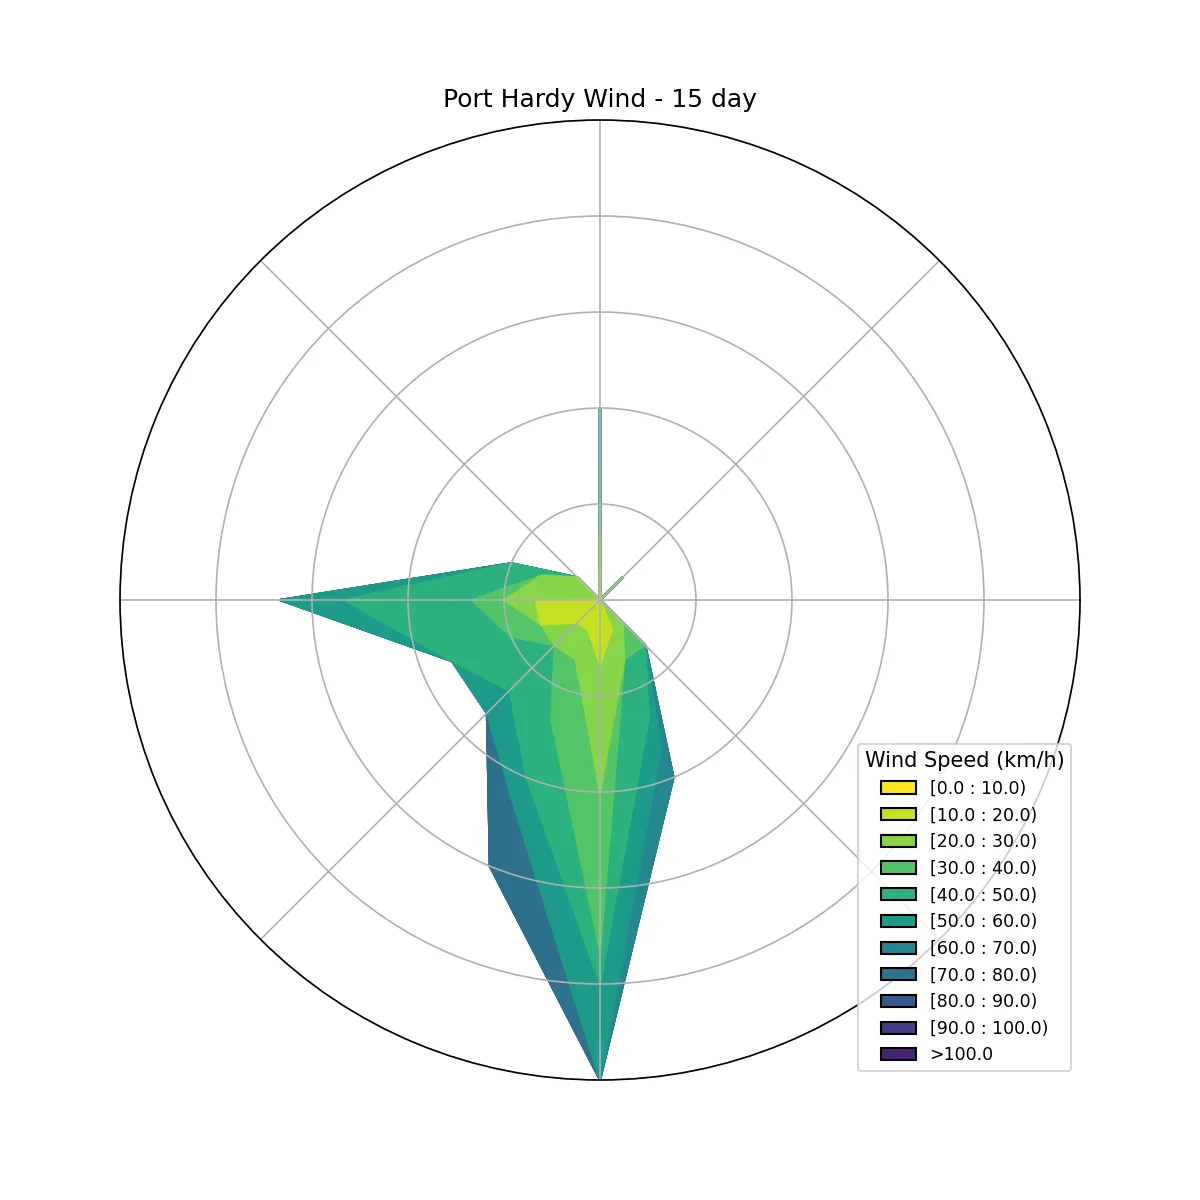 Port Hardy Wind - 15 day
Wind Speed (km/h)
[0.0 : 10.0)
[10.0 : 20.0)
[20.0 : 30.0)
[30.0 : 40.0)
[40.0 : 50.0)
[50.0 : 60.0)
[60.0 : 70.0)
[70.0 : 80.0)
[80.0 : 90.0)
[90.0 : 100.0)
>100.0